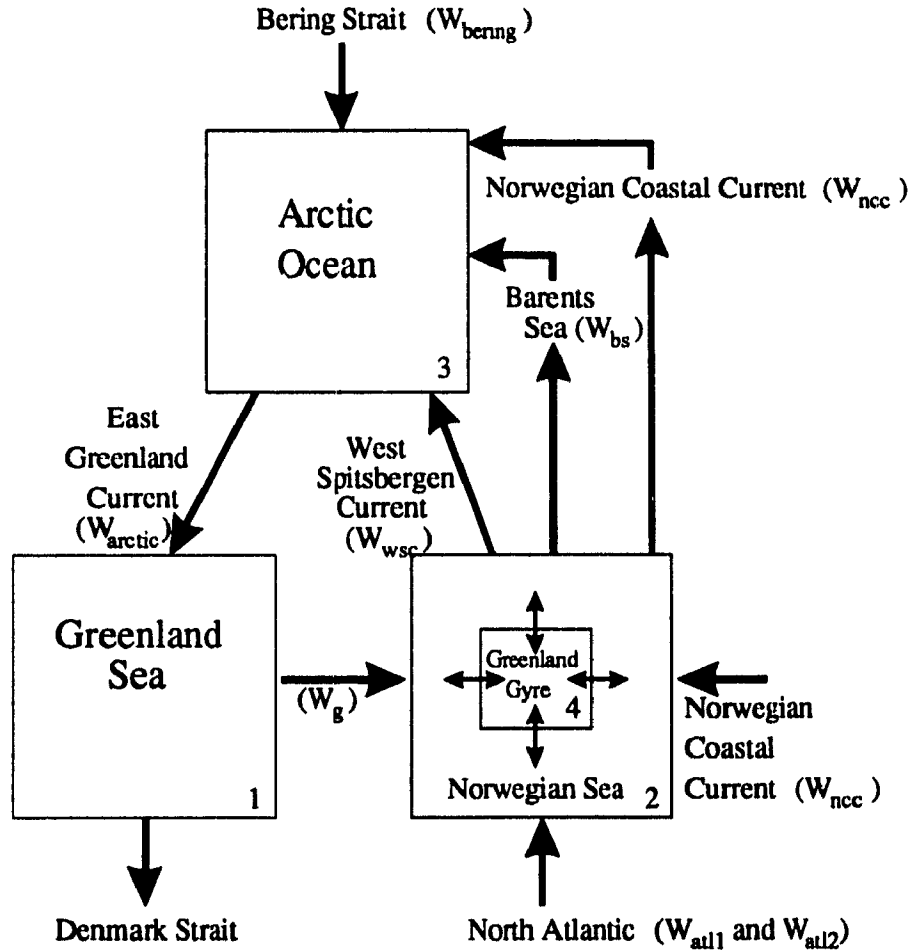 Bering Strait (W_bering)
Arctic
Ocean
3
Norwegian Coastal Current (W_ncc)
Barents
Sea (W_bs)
East
Greenland
Current
(W_arctic)
West
Spitsbergen
Current
(W_wsc)
Greenland
Sea
1
(W_g)
Greenland
Gyre
4
Norwegian Sea 2
Norwegian
Coastal
Current (W_ncc)
Denmark Strait
North Atlantic (W_atl1 and W_atl2)